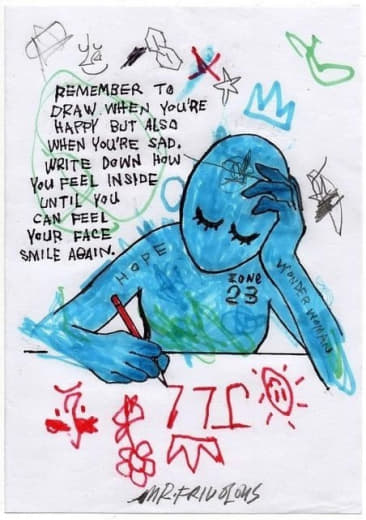 REMEMBER TO
DRAW WHEN YOU'RE
HAPPY BUT ALSO
WHEN YOU'RE SAD.
WRITE DOWN HOW
YOU FEEL INSIDE
UNTIL YOU
CAN FEEL
YOUR FACE
SMILE AGAIN.
HOPE
ZONE
23
WONDER WOMAN
MR.FRIVOLOUS